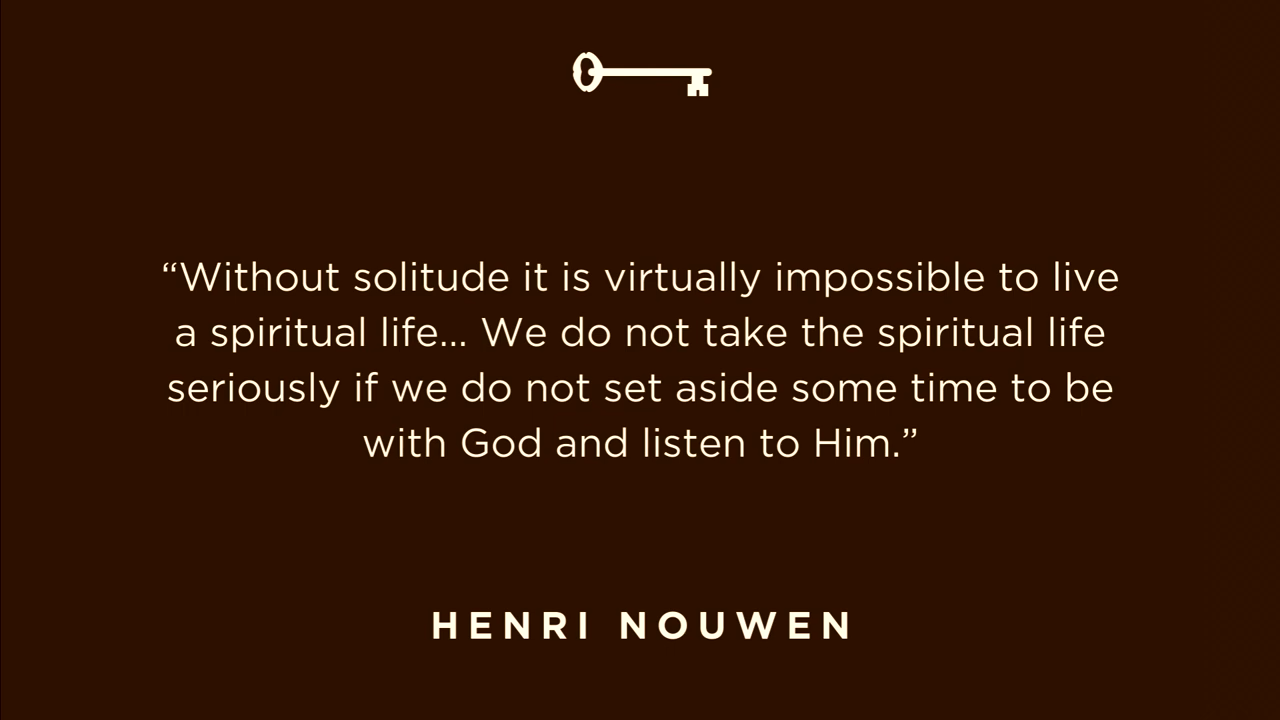 “Without solitude it is virtually impossible to live
a spiritual life... We do not take the spiritual life
seriously if we do not set aside some time to be
with God and listen to Him.”
HENRI NOUWEN